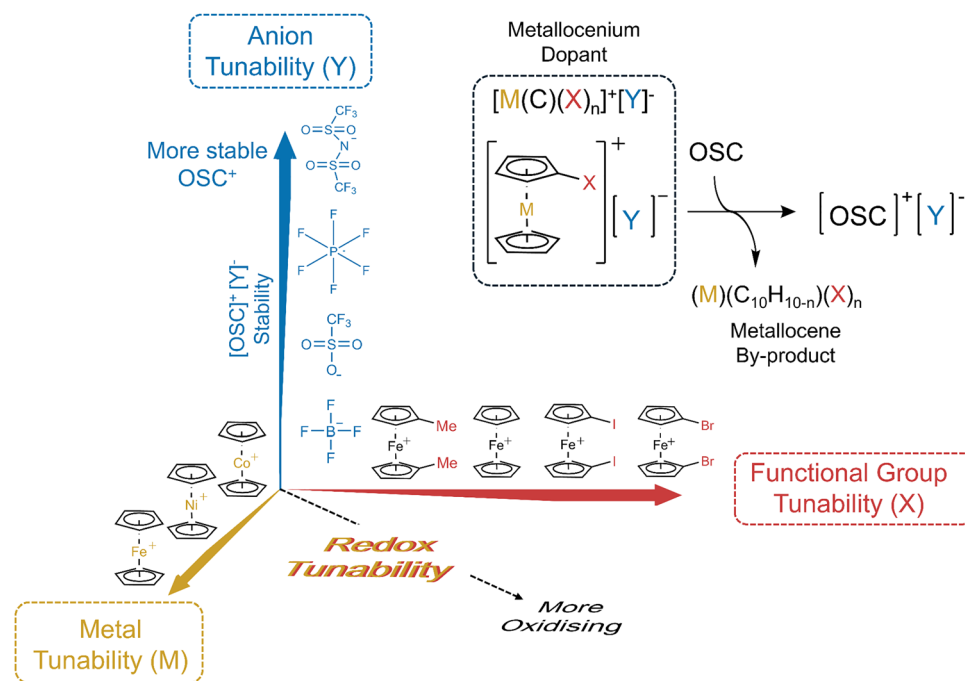 Anion
Tunability (Y)
More stable
OSC⁺
[OSC]⁺[Y]⁻
Stability
CF₃
O=S=O
N⁻
O=S=O
CF₃
F
F F
P⁻
F F
F
CF₃
O=S=O
O⁻
F
F-B⁻-F
F
Metallocenium
Dopant
[M(C)(X)ₙ]⁺[Y]⁻
[M X]⁺[Y]⁻
OSC
[OSC]⁺[Y]⁻
(M)(C₁₀H₁₀₋ₙ)(X)ₙ
Metallocene
By-product
Me
Fe⁺
Me
Fe⁺
I
Fe⁺
I
Br
Fe⁺
Br
Functional Group
Tunability (X)
Co⁺
Ni⁺
Fe⁺
Metal
Tunability (M)
Redox
Tunability
More
Oxidising